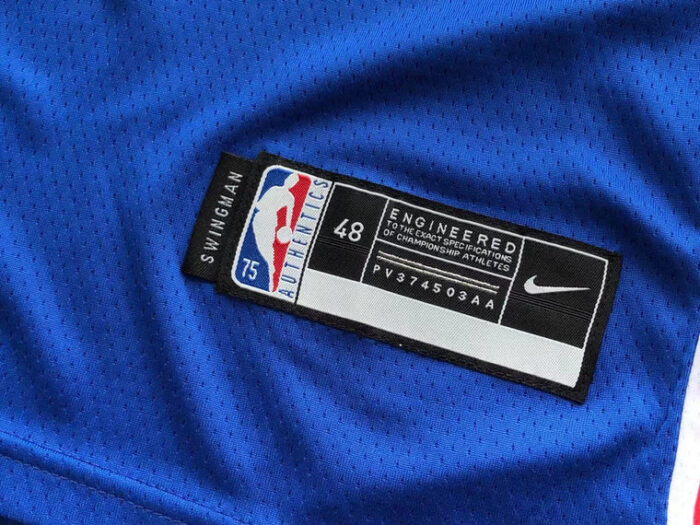 SWINGMAN
75
AUTHENTICS
48
ENGINEERED
TO THE EXACT SPECIFICATIONS
OF CHAMPIONSHIP ATHLETES
PV374503AA